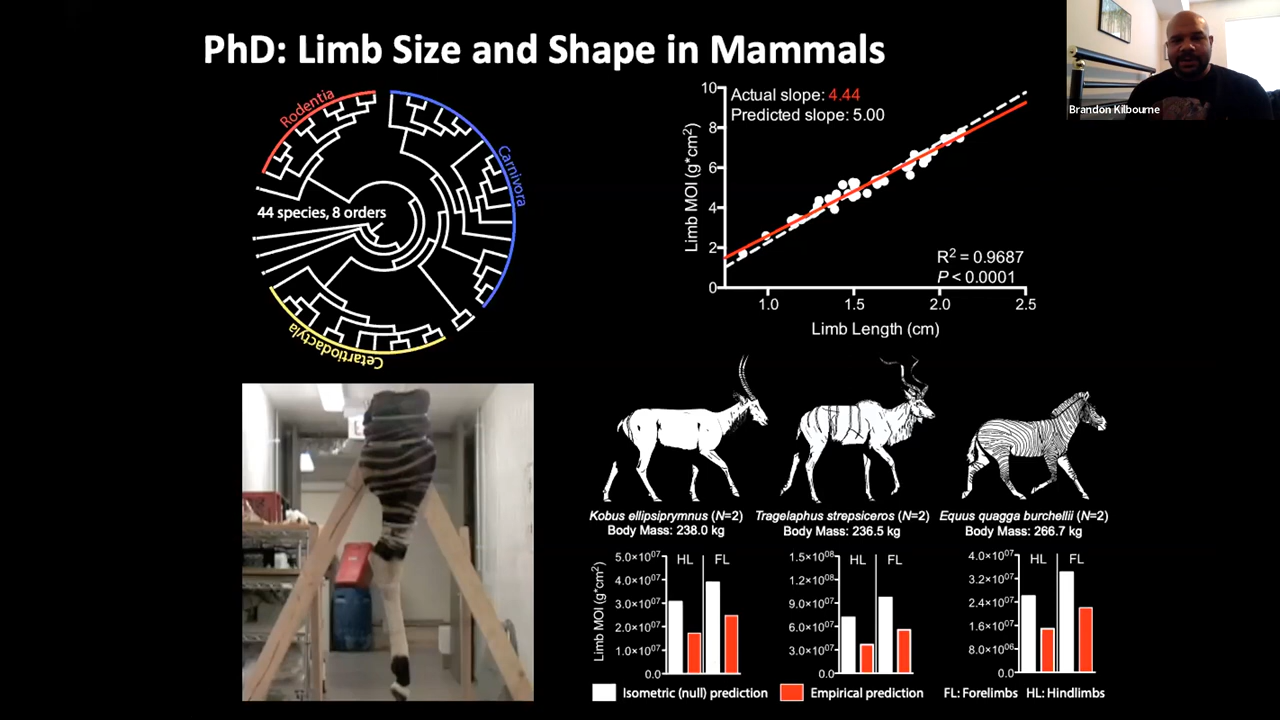 PhD: Limb Size and Shape in Mammals
Brandon Kilbourne
Rodentia
Carnivora
44 species, 8 orders
Cetartiodactyla
10
8
6
4
2
0
Limb MOI (g*cm²)
Actual slope: 4.44
Predicted slope: 5.00
R² = 0.9687
P < 0.0001
1.0 1.5 2.0 2.5
Limb Length (cm)
Kobus ellipsiprymnus (N=2)
Body Mass: 238.0 kg
Tragelaphus strepsiceros (N=2)
Body Mass: 236.5 kg
Equus quagga burchellii (N=2)
Body Mass: 266.7 kg
Limb MOI (g*cm²)
5.0×10⁰⁷
4.0×10⁰⁷
3.0×10⁰⁷
2.0×10⁰⁷
1.0×10⁰⁷
0.0
HL FL
1.5×10⁰⁸
1.2×10⁰⁸
9.0×10⁰⁷
6.0×10⁰⁷
3.0×10⁰⁷
0.0
HL FL
4.0×10⁰⁷
3.2×10⁰⁷
2.4×10⁰⁷
1.6×10⁰⁷
8.0×10⁰⁶
0.0
HL FL
Isometric (null) prediction Empirical prediction FL: Forelimbs HL: Hindlimbs